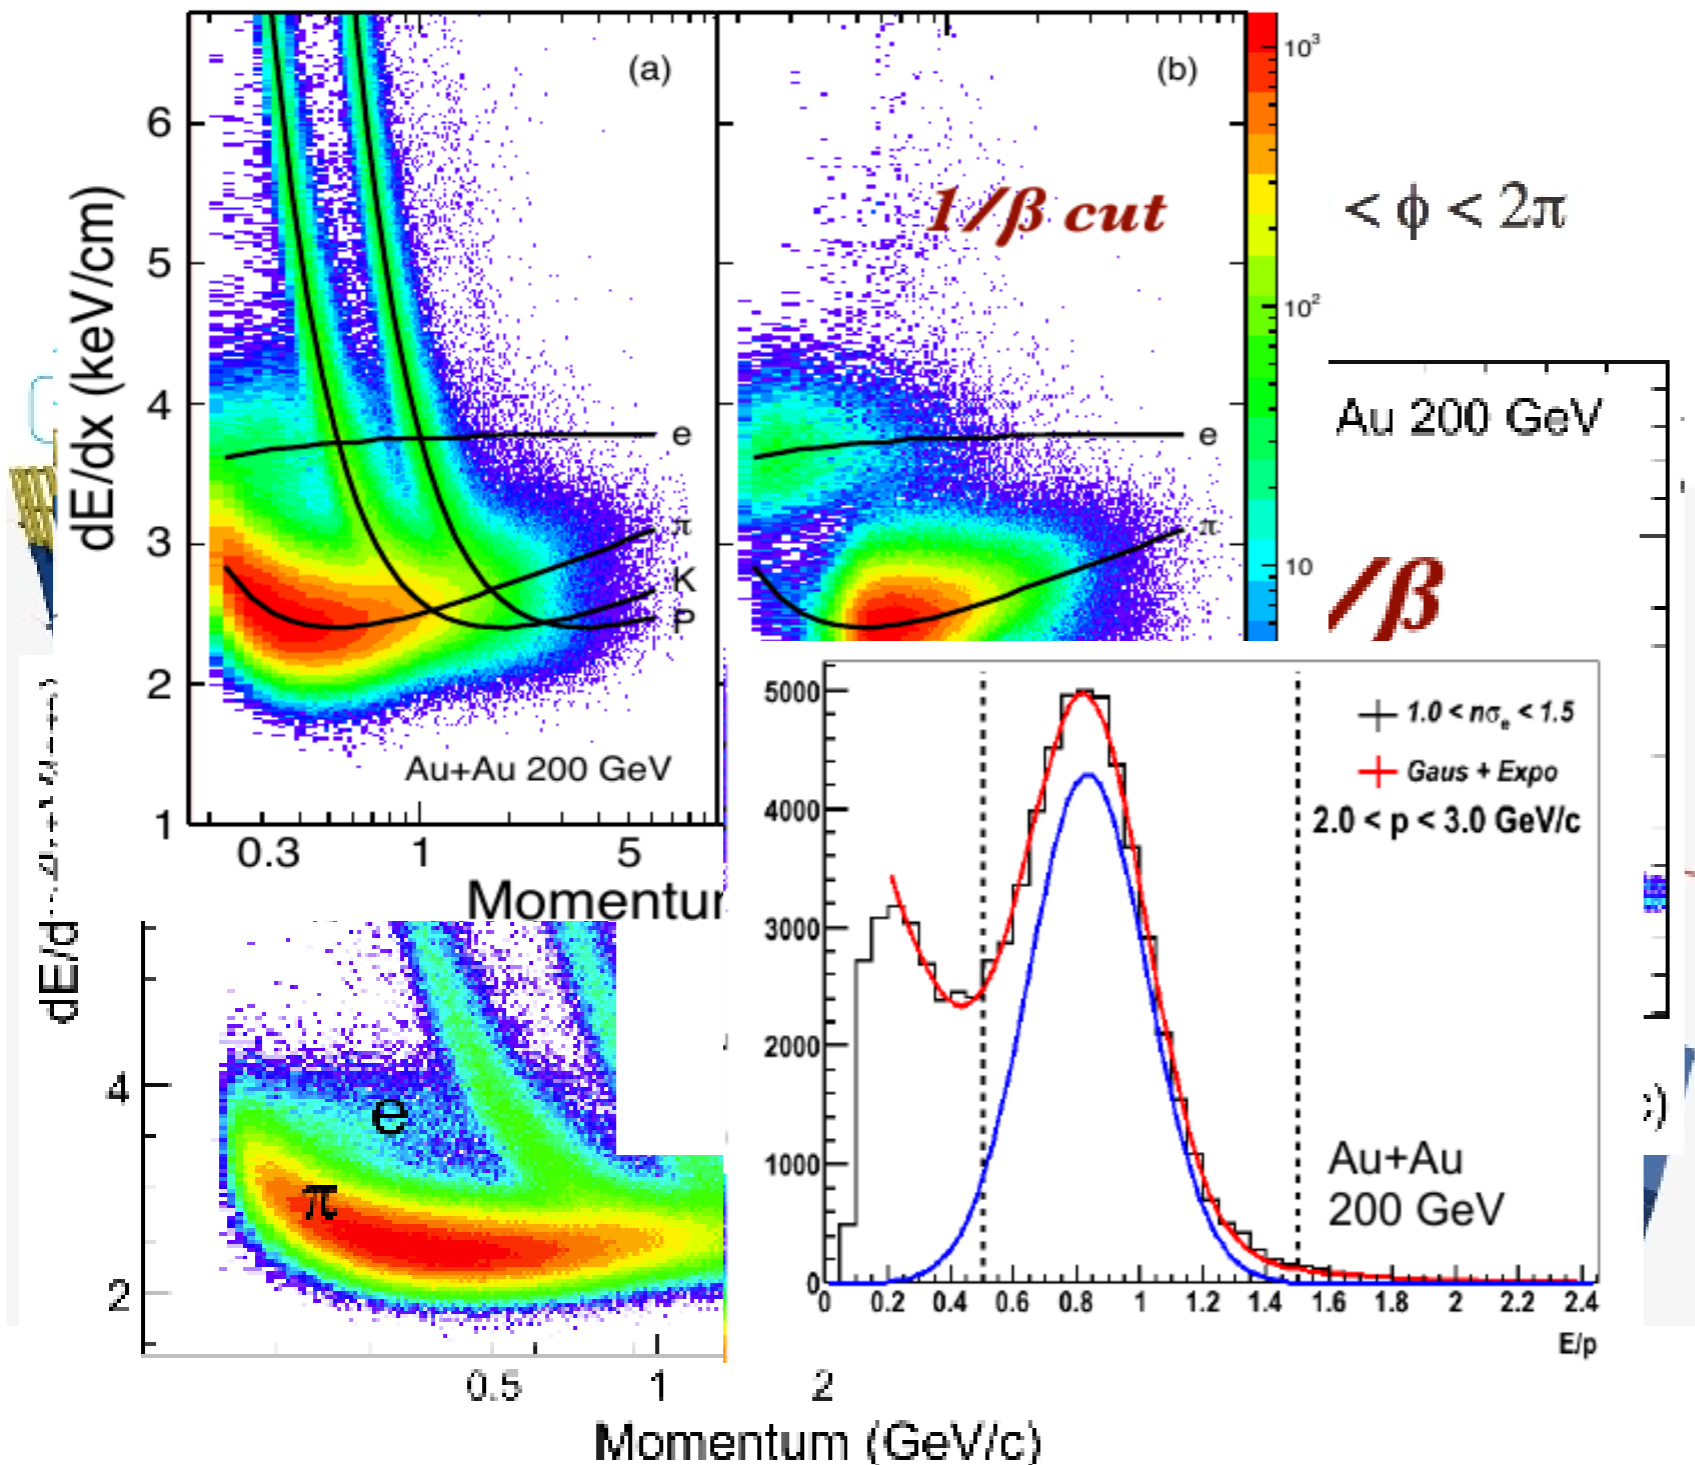 (a)
(b)
10³
6
dE/dx (keV/cm)
1/β cut
< ϕ < 2π
5
10²
4
e
e
Au 200 GeV
3
π
π
10
K
P
/β
2
Au+Au 200 GeV
1
0.3
1
5
Momentum
5000
4000
3000
2000
1000
0
1.0 < nσₑ < 1.5
Gaus + Expo
2.0 < p < 3.0 GeV/c
Au+Au
200 GeV
0 0.2 0.4 0.6 0.8 1 1.2 1.4 1.6 1.8 2 2.2 2.4
E/p
dE/d
4
e
π
2
c)
0.5
1
2
Momentum (GeV/c)